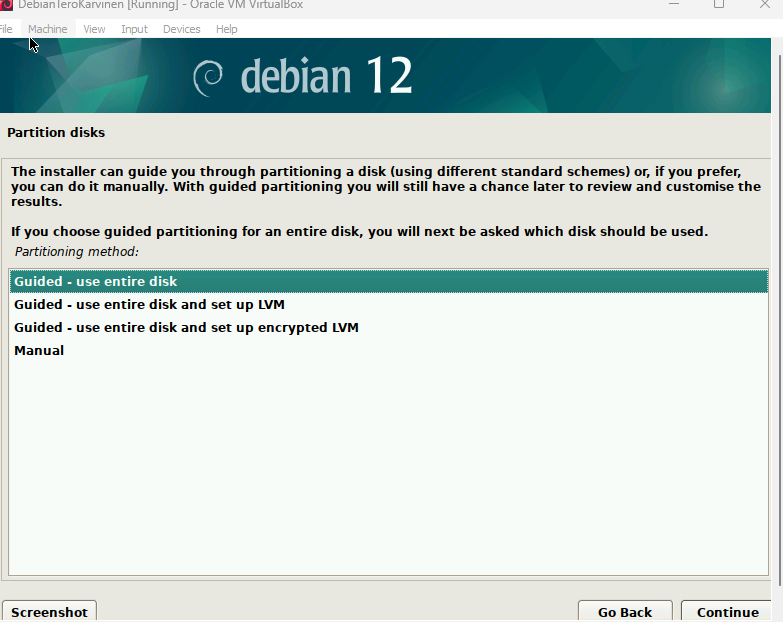 DebianTeroKarvinen [Running] - Oracle VM VirtualBox
File Machine View Input Devices Help
debian 12
Partition disks
The installer can guide you through partitioning a disk (using different standard schemes) or, if you prefer,
you can do it manually. With guided partitioning you will still have a chance later to review and customise the
results.
If you choose guided partitioning for an entire disk, you will next be asked which disk should be used.
Partitioning method:
Guided - use entire disk
Guided - use entire disk and set up LVM
Guided - use entire disk and set up encrypted LVM
Manual
Screenshot Go Back Continue